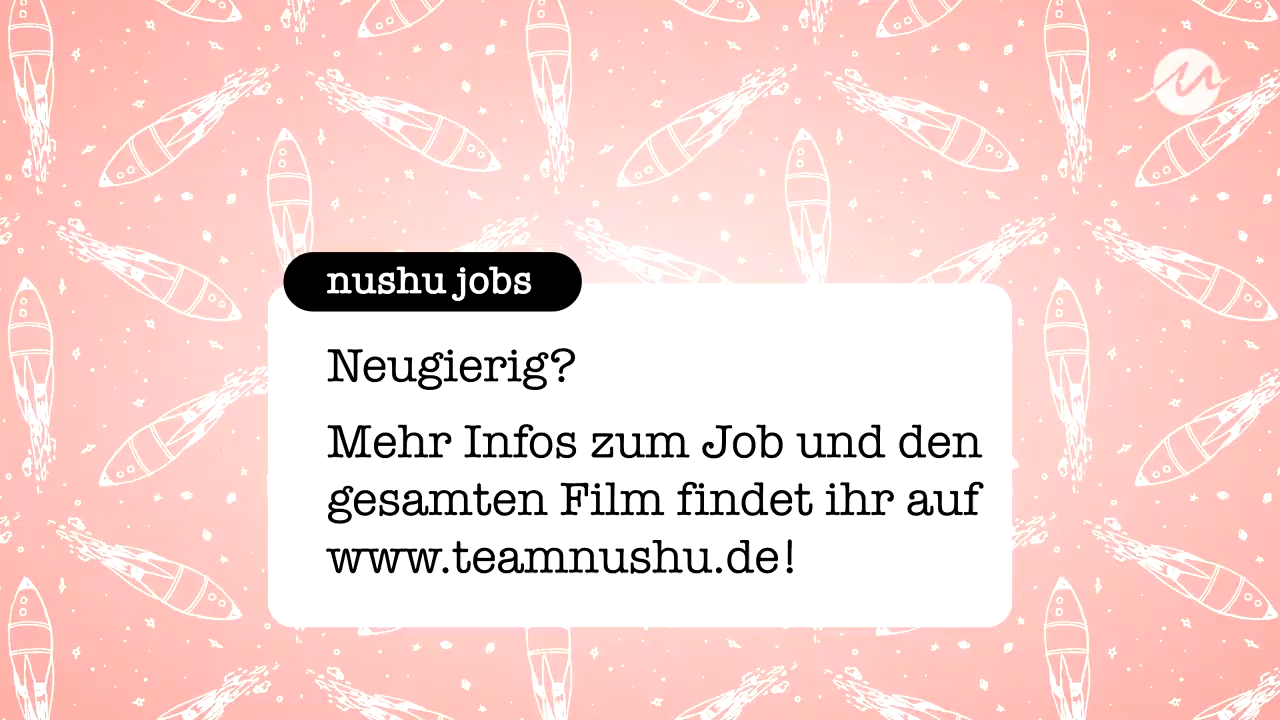 nushu jobs
Neugierig?
Mehr Infos zum Job und den
gesamten Film findet ihr auf
www.teamnushu.de!